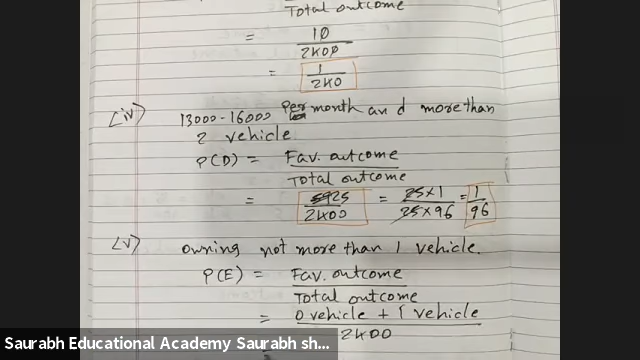 Total outcome
= 10/2400
= 1/240
(iv) 13000-16000 per month and more than
2 vehicle
P(D) = Fav. outcome/Total outcome
= 25/2400 = 25×1/25×96 = 1/96
(v) owning not more than 1 vehicle.
P(E) = Fav. outcome/Total outcome
= 0 vehicle + 1 vehicle/2400
Saurabh Educational Academy Saurabh sh...